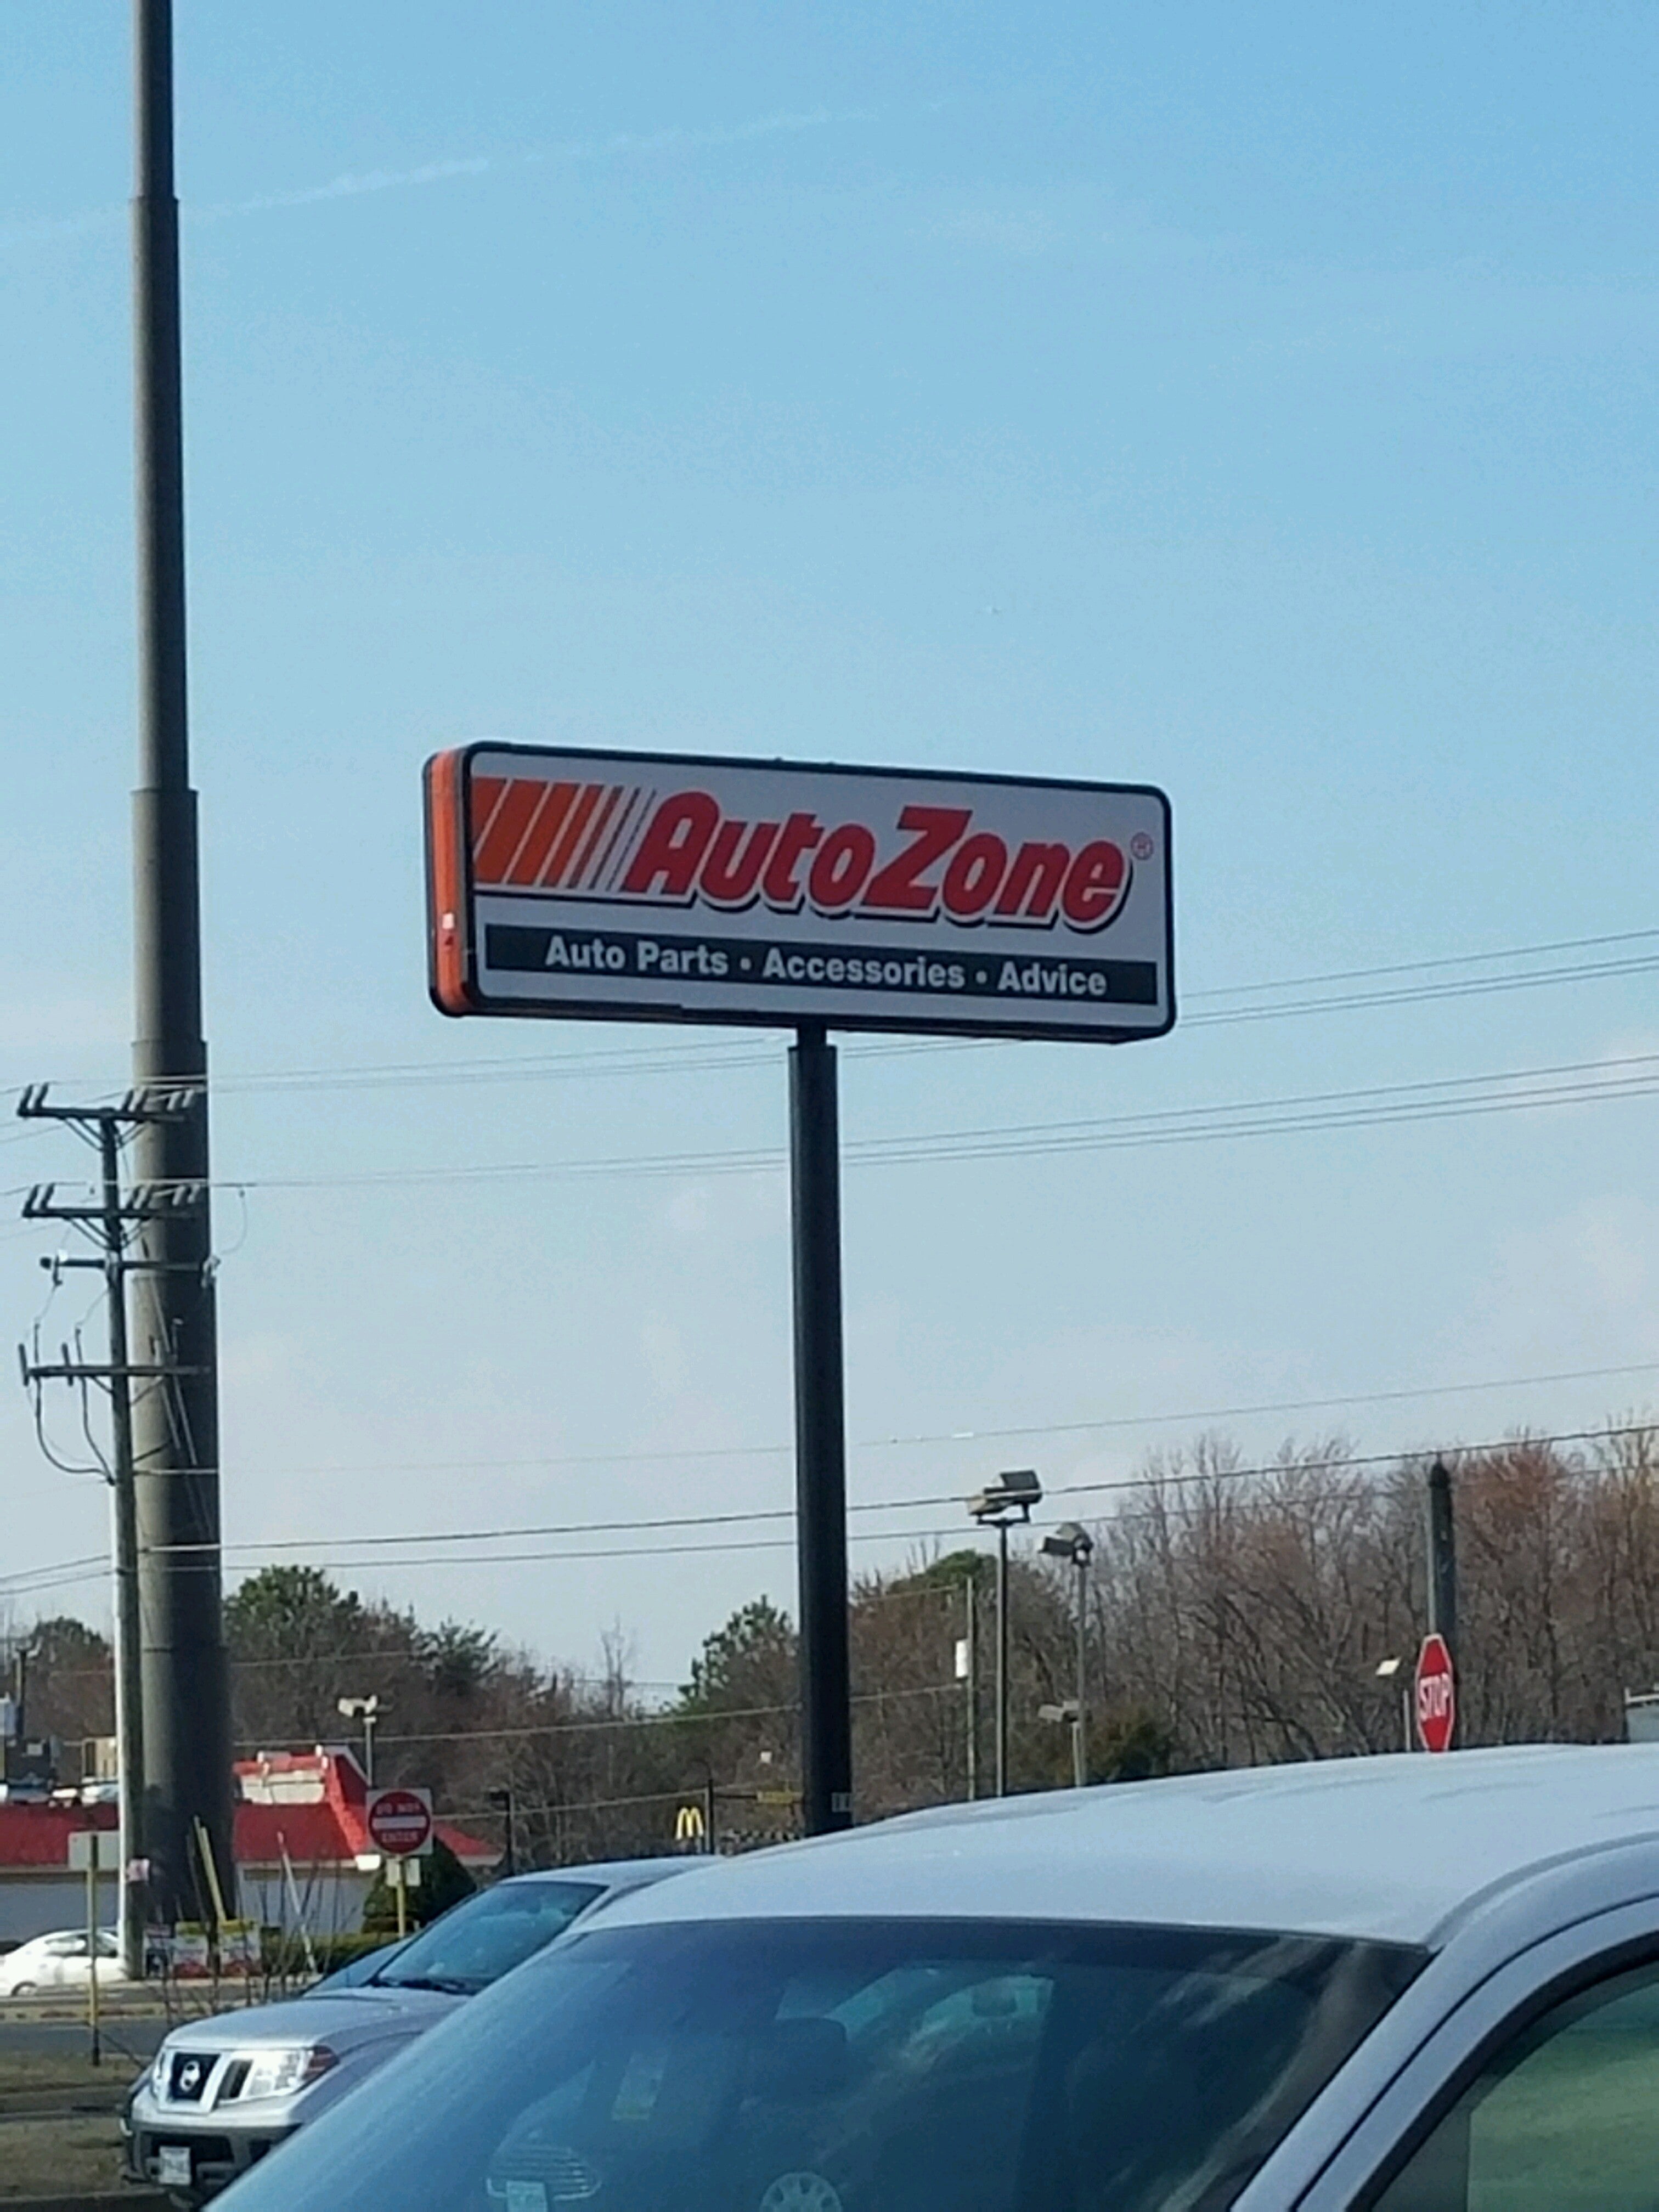 AutoZone®
Auto Parts • Accessories • Advice
STOP
DO NOT
ENTER